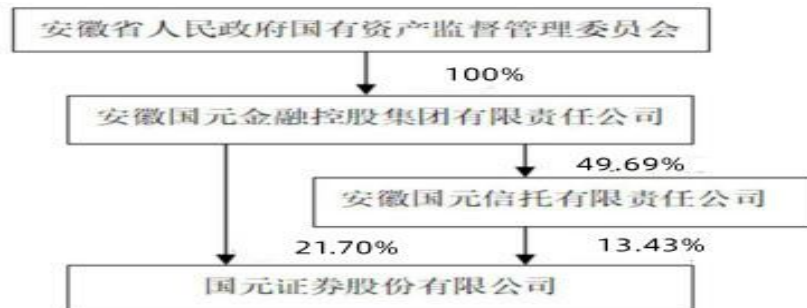 安徽省人民政府国有资产监督管理委员会
100%
安徽国元金融控股集团有限责任公司
49.69%
安徽国元信托有限责任公司
21.70%
13.43%
国元证券股份有限公司